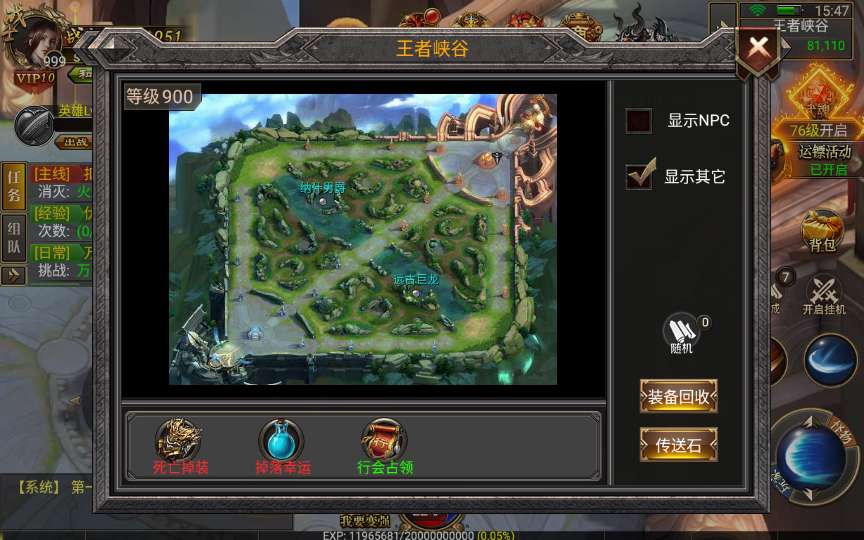 王者峡谷
等级900
纳什男爵
远古巨龙
显示NPC
显示其它
0
随机
装备回收
传送石
死亡掉装
掉落幸运
行会占领
999
VIP10
英雄
出战
任务
[主线]
消灭:
[经验]
次数:
[日常] 万
挑战: 万
组队
【系统】 第一
我要变强
EXP: 11965681/20000000000 (0.05%)
15:47
王者峡谷
81,110
76级开启
运镖活动
已开启
背包
7
开启挂机